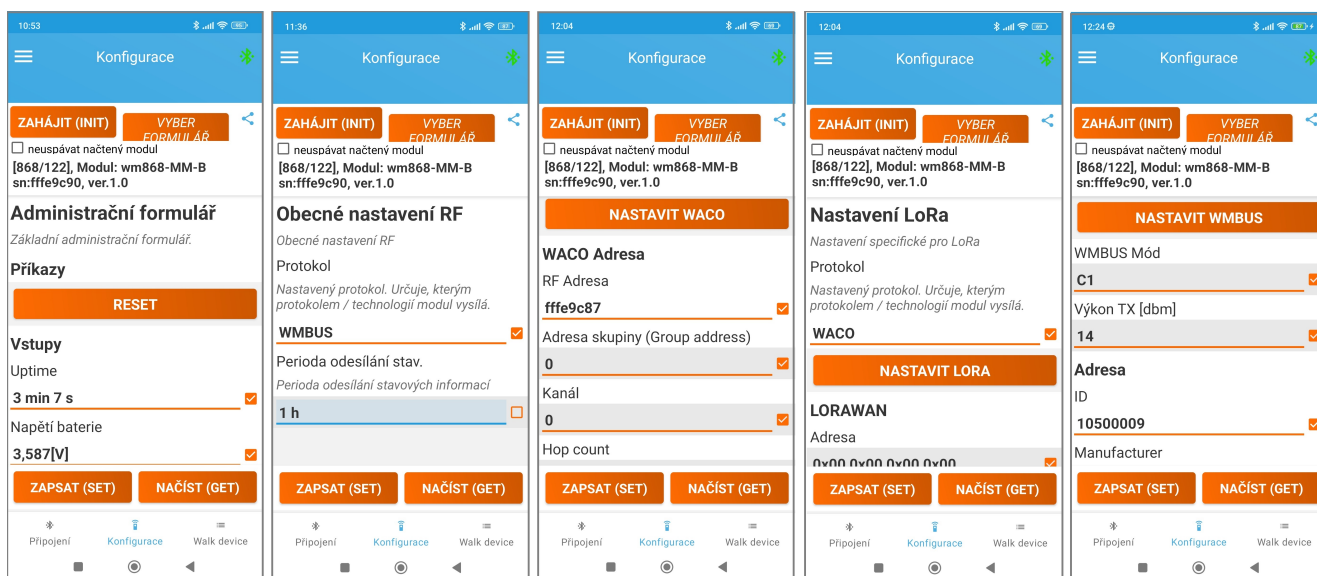 10:53
69
Konfigurace
ZAHÁJIT (INIT)
VYBER
FORMULÁŘ
neuspávat načtený modul
[868/122], Modul: wm868-MM-B
sn:fffe9c90, ver.1.0
Administrační formulář
Základní administrační formulář.
Příkazy
RESET
Vstupy
Uptime
3 min 7 s
Napětí baterie
3,587[V]
ZAPSAT (SET)
NAČÍST (GET)
Připojení
Konfigurace
Walk device
11:36
67
Konfigurace
ZAHÁJIT (INIT)
VYBER
FORMULÁŘ
neuspávat načtený modul
[868/122], Modul: wm868-MM-B
sn:fffe9c90, ver.1.0
Obecné nastavení RF
Obecné nastavení RF
Protokol
Nastavený protokol. Určuje, kterým
protokolem / technologií modul vysílá.
WMBUS
Perioda odesílání stav.
Perioda odesílání stavových informací
1 h
ZAPSAT (SET)
NAČÍST (GET)
Připojení
Konfigurace
Walk device
12:04
Konfigurace
ZAHÁJIT (INIT)
VYBER
FORMULÁŘ
neuspávat načtený modul
[868/122], Modul: wm868-MM-B
sn:fffe9c90, ver.1.0
NASTAVIT WACO
WACO Adresa
RF Adresa
fffe9c87
Adresa skupiny (Group address)
0
Kanál
0
Hop count
ZAPSAT (SET)
NAČÍST (GET)
Připojení
Konfigurace
Walk device
12:04
Konfigurace
ZAHÁJIT (INIT)
VYBER
FORMULÁŘ
neuspávat načtený modul
[868/122], Modul: wm868-MM-B
sn:fffe9c90, ver.1.0
Nastavení LoRa
Nastavení specifické pro LoRa
Protokol
Nastavený protokol. Určuje, kterým
protokolem / technologií modul vysílá.
WACO
NASTAVIT LORA
LORAWAN
Adresa
0x00 0x00 0x00 0x00
ZAPSAT (SET)
NAČÍST (GET)
Připojení
Konfigurace
Walk device
12:24
Konfigurace
ZAHÁJIT (INIT)
VYBER
FORMULÁŘ
neuspávat načtený modul
[868/122], Modul: wm868-MM-B
sn:fffe9c90, ver.1.0
NASTAVIT WMBUS
WMBUS Mód
C1
Výkon TX [dbm]
14
Adresa
ID
10500009
Manufacturer
ZAPSAT (SET)
NAČÍST (GET)
Připojení
Konfigurace
Walk device